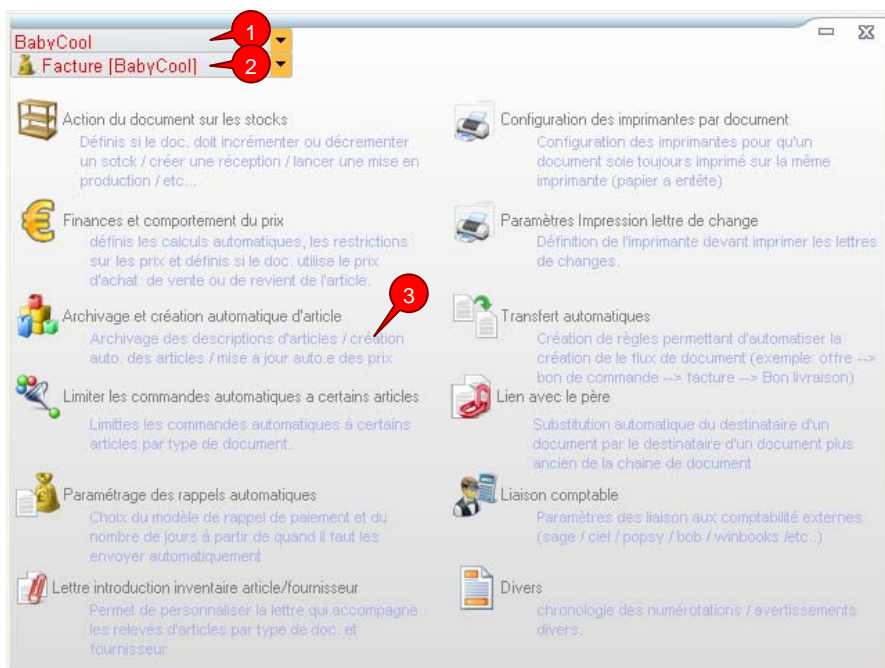 BabyCool
1
Facture [BabyCool]
2
Action du document sur les stocks
Définis si le doc. doit incrémenter ou décrementer
un sotck / créer une réception / lancer une mise en
production / etc...
Finances et comportement du prix
définis les calculs automatiques, les restrictions
sur les prix et définis si le doc. utilise le prix
d'achat de vente ou de revient de l'article.
3
Archivage et création automatique d'article
Archivage des descriptions d'articles / création
auto. des articles / mise a jour auto.e des prix
Limiter les commandes automatiques a certains articles
Limittes les commandes automatiques à certains
articles par type de document.
Paramétrage des rappels automatiques
Choix du modèle de rappel de paiement et du
nombre de jours à partir de quand il faut les
envoyer automatiquement
Lettre introduction inventaire article/fournisseur
Permet de personnaliser la lettre qui accompagne
les relevés d'articles par type de doc. et
fournisseur
Configuration des imprimantes par document
Configuration des imprimantes pour qu'un
document soie toujours imprimé sur la même
imprimante (papier a entête)
Paramètres Impression lettre de change
Définition de l'imprimante devant imprimer les lettres
de changes.
Transfert automatiques
Création de règles permettant d'automatiser la
création de le flux de document (exemple: offre -->
bon de commande --> facture --> Bon livraison)
Lien avec le père
Substitution automatique du destinataire d'un
document par le destinataire d'un document plus
ancien de la chaine de document
Liaison comptable
Paramètres des liaison aux comptabilité externes
(sage / ciel / popsy / bob / winbooks /etc..)
Divers
chronologie des numérotations / avertissements
divers.